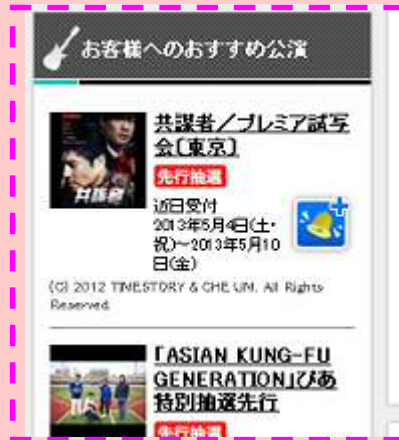 お客様へのおすすめ公演
共謀者
共謀者／プレミア試写
会〔東京〕
先行抽選
近日受付
2013年5月4日(土・
祝)～2013年5月10
日(金)
(C) 2012 TIMESTORY & CHE UM. All Rights
Reserved.
「ASIAN KUNG-FU
GENERATION」ぴあ
特別抽選先行
先行抽選